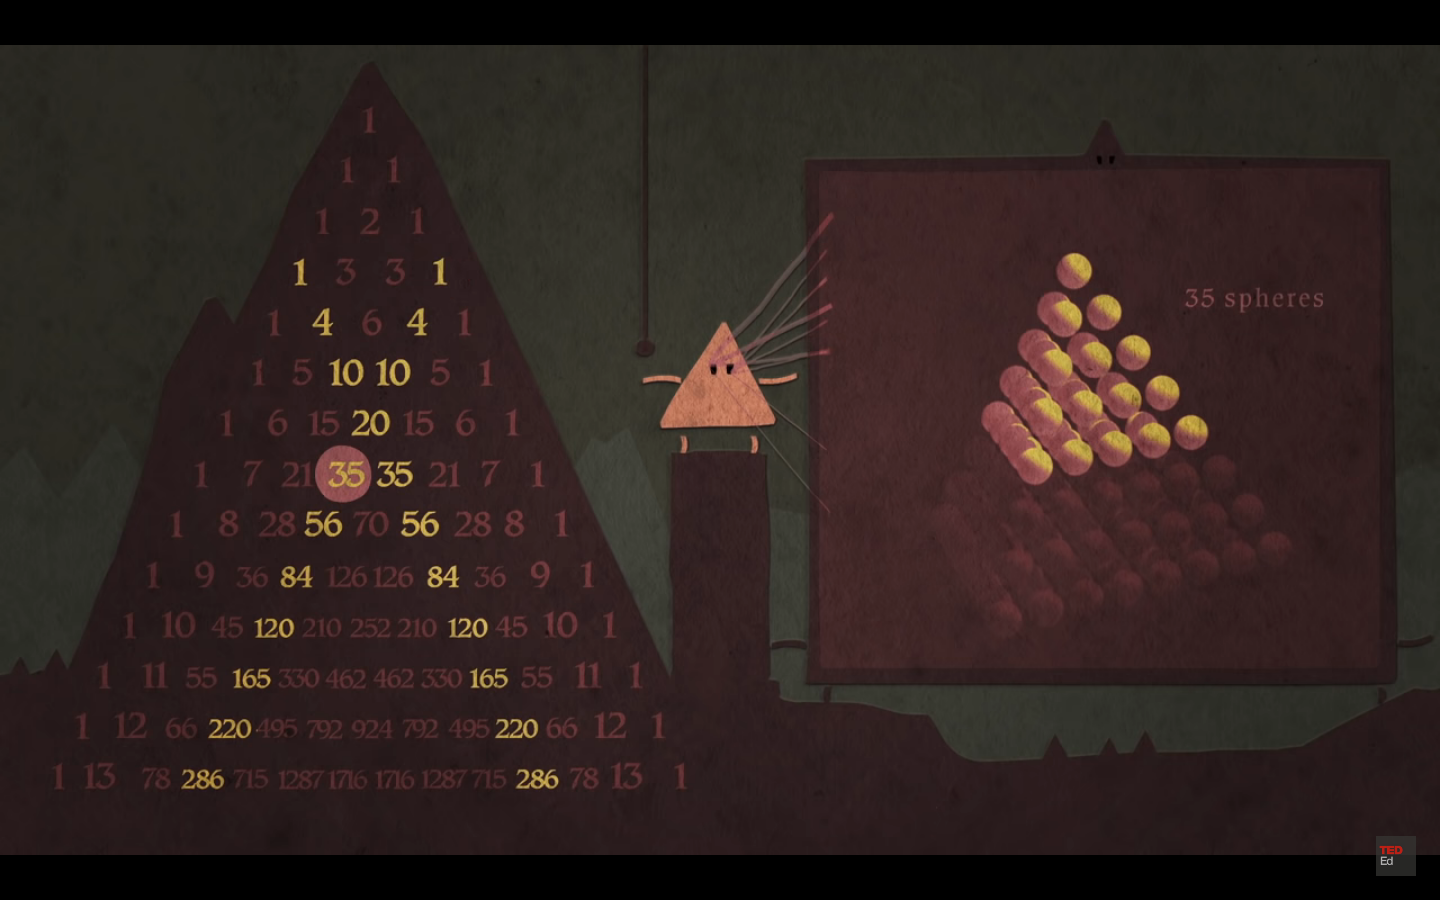 1
1 1
1 2 1
1 3 3 1
1 4 6 4 1
1 5 10 10 5 1
1 6 15 20 15 6 1
1 7 21 35 35 21 7 1
1 8 28 56 70 56 28 8 1
1 9 36 84 126 126 84 36 9 1
1 10 45 120 210 252 210 120 45 10 1
1 11 55 165 330 462 462 330 165 55 11 1
1 12 66 220 495 792 924 792 495 220 66 12 1
1 13 78 286 715 1287 1716 1716 1287 715 286 78 13 1
35 spheres
TED
Ed